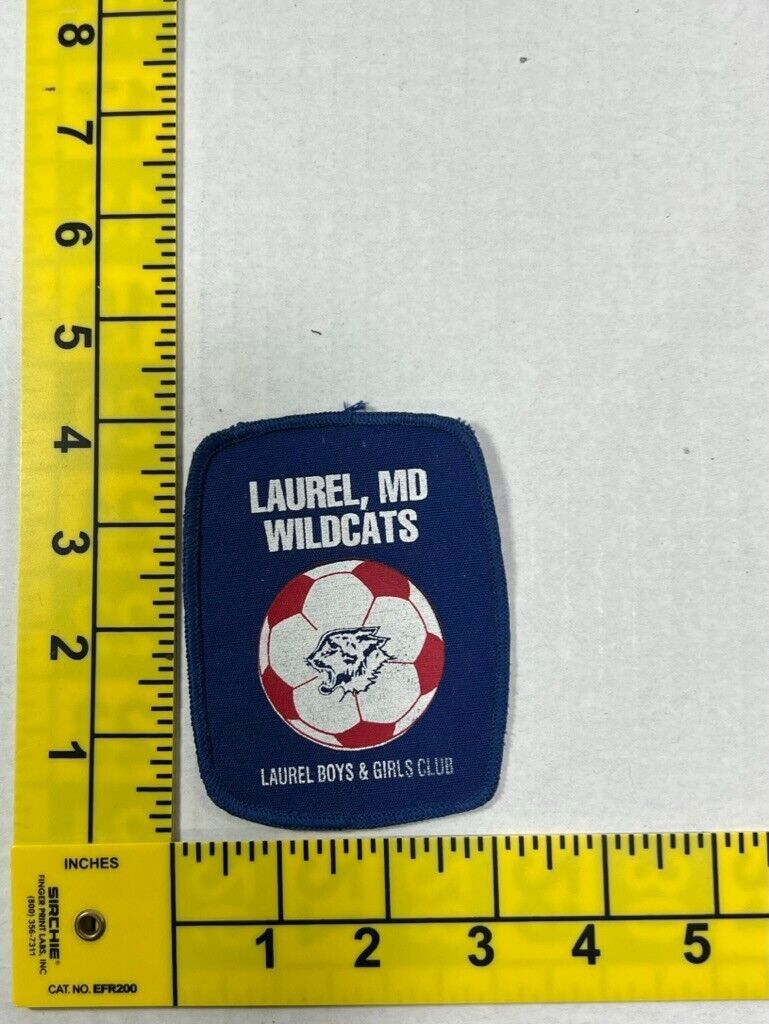 8
7
6
5
4
3
2
1
LAUREL, MD
WILDCATS
LAUREL BOYS & GIRLS CLUB
INCHES
SIRCHIE®
FINGER PRINT LABS, INC
(800) 356-7311
CAT. NO. EFR200
1 2 3 4 5